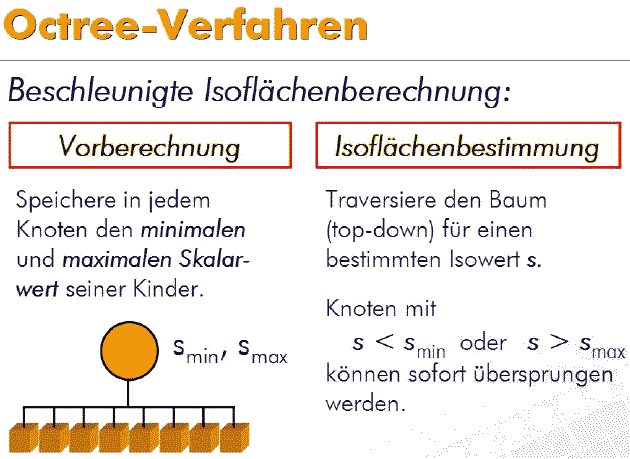 Octree-Verfahren
Beschleunigte Isoflächenberechnung:
Vorberechnung
Speichere in jedem
Knoten den minimalen
und maximalen Skalar-
wert seiner Kinder.
smin, smax
Isoflächenbestimmung
Traversiere den Baum
(top-down) für einen
bestimmten Isowert s.
Knoten mit
s < smin oder s > smax
können sofort übersprungen
werden.